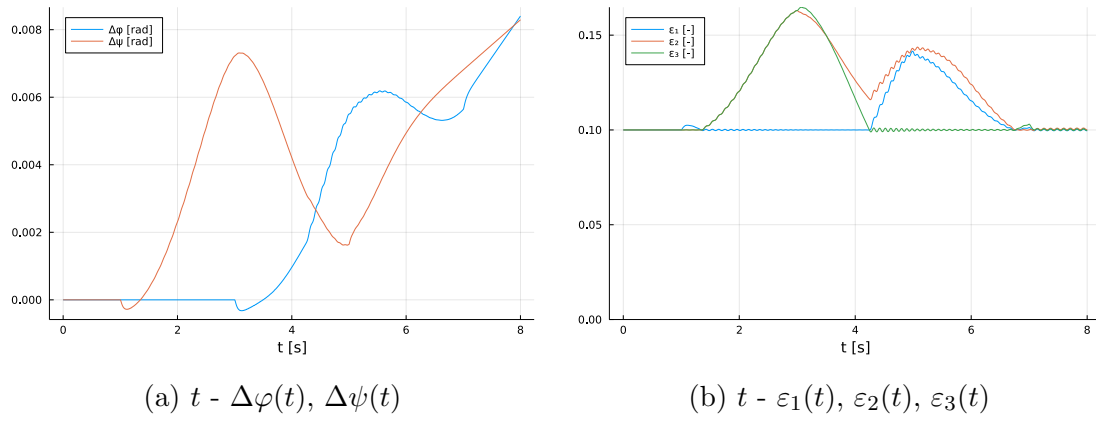 0.008
0.006
0.004
0.002
0.000
0 2 4 6 8
t [s]
Δφ [rad]
Δψ [rad]
0.15
0.10
0.05
0.00
0 2 4 6 8
t [s]
ε₁ [-]
ε₂ [-]
ε₃ [-]
(a) t - Δφ(t), Δψ(t)
(b) t - ε₁(t), ε₂(t), ε₃(t)